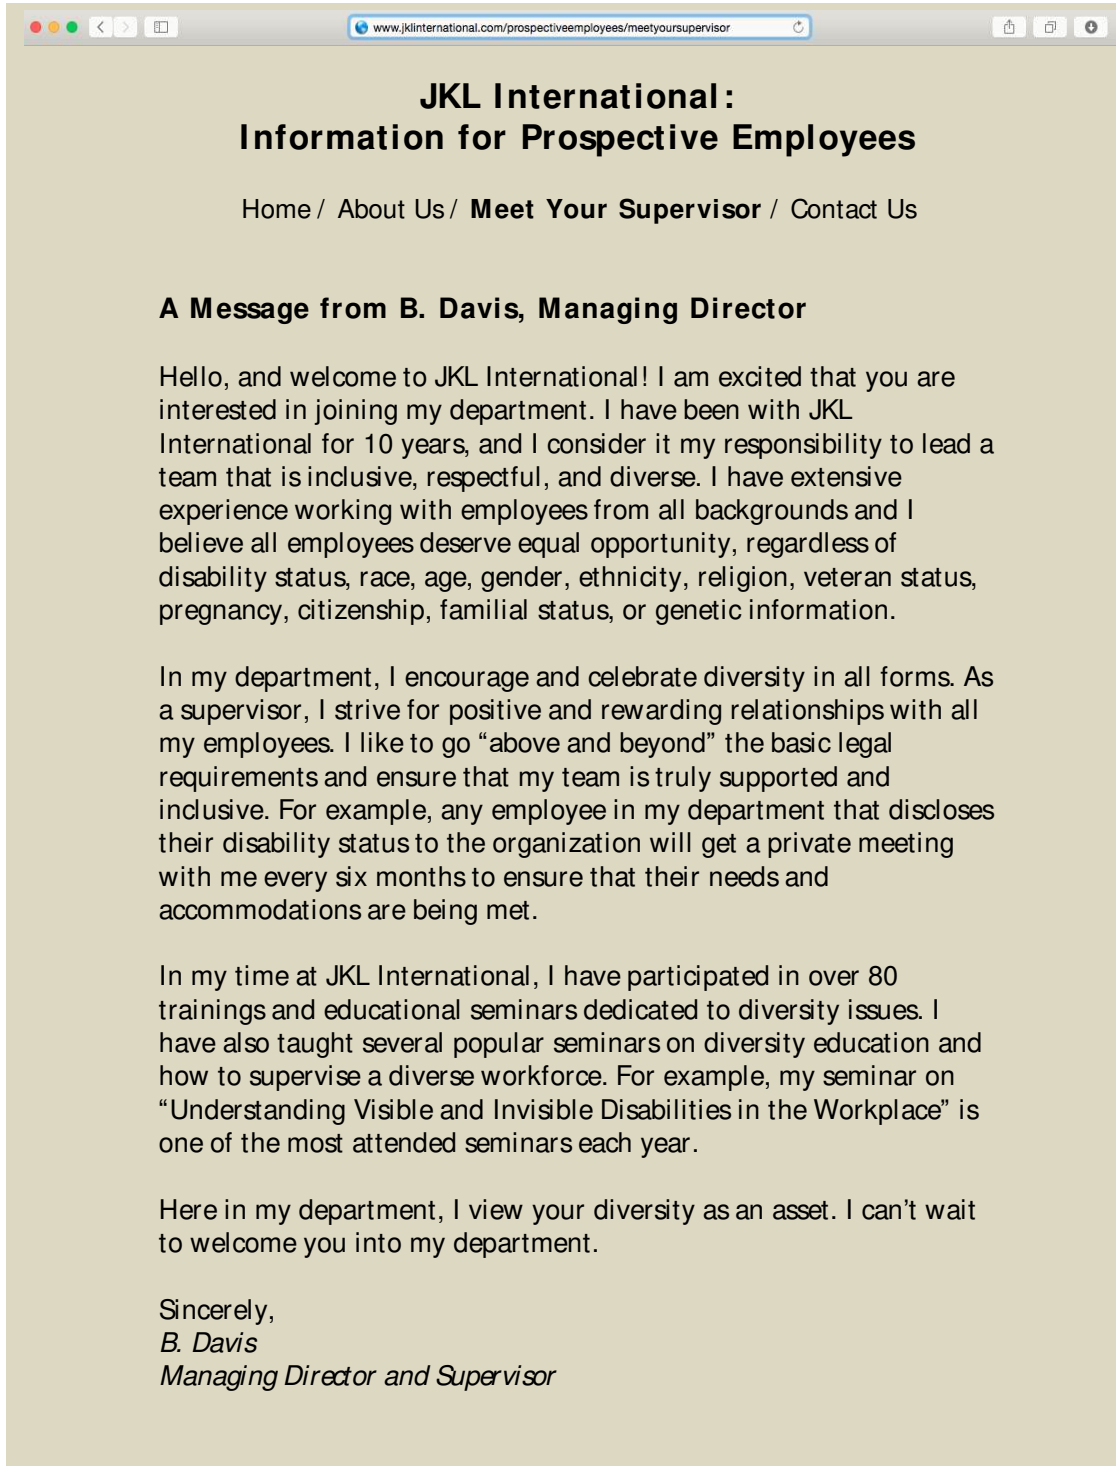 www.jklinternational.com/prospectiveemployees/meetyoursupervisor
JKL International:
Information for Prospective Employees
Home / About Us / Meet Your Supervisor / Contact Us
A Message from B. Davis, Managing Director
Hello, and welcome to JKL International! I am excited that you are
interested in joining my department. I have been with JKL
International for 10 years, and I consider it my responsibility to lead a
team that is inclusive, respectful, and diverse. I have extensive
experience working with employees from all backgrounds and I
believe all employees deserve equal opportunity, regardless of
disability status, race, age, gender, ethnicity, religion, veteran status,
pregnancy, citizenship, familial status, or genetic information.
In my department, I encourage and celebrate diversity in all forms. As
a supervisor, I strive for positive and rewarding relationships with all
my employees. I like to go “above and beyond” the basic legal
requirements and ensure that my team is truly supported and
inclusive. For example, any employee in my department that discloses
their disability status to the organization will get a private meeting
with me every six months to ensure that their needs and
accommodations are being met.
In my time at JKL International, I have participated in over 80
trainings and educational seminars dedicated to diversity issues. I
have also taught several popular seminars on diversity education and
how to supervise a diverse workforce. For example, my seminar on
“Understanding Visible and Invisible Disabilities in the Workplace” is
one of the most attended seminars each year.
Here in my department, I view your diversity as an asset. I can’t wait
to welcome you into my department.
Sincerely,
B. Davis
Managing Director and Supervisor